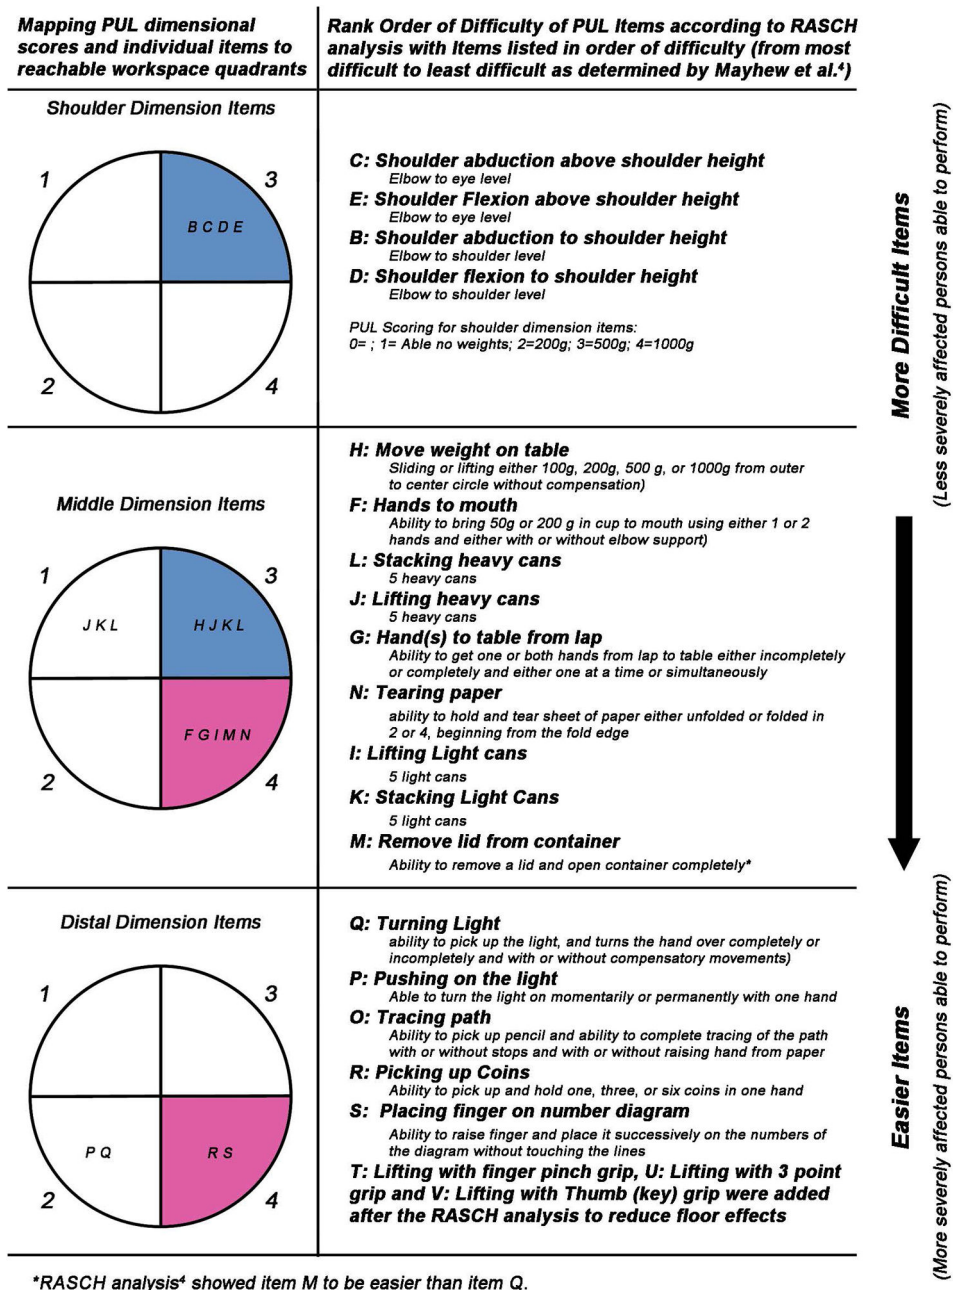 Mapping PUL dimensional
scores and individual items to
reachable workspace quadrants
Rank Order of Difficulty of PUL Items according to RASCH
analysis with Items listed in order of difficulty (from most
difficult to least difficult as determined by Mayhew et al.⁴)
Shoulder Dimension Items
1
3
B C D E
2
4
C: Shoulder abduction above shoulder height
Elbow to eye level
E: Shoulder Flexion above shoulder height
Elbow to eye level
B: Shoulder abduction to shoulder height
Elbow to shoulder level
D: Shoulder flexion to shoulder height
Elbow to shoulder level
PUL Scoring for shoulder dimension items:
0= ; 1= Able no weights; 2=200g; 3=500g; 4=1000g
Middle Dimension Items
1
3
J K L
H J K L
F G I M N
2
4
H: Move weight on table
Sliding or lifting either 100g, 200g, 500 g, or 1000g from outer
to center circle without compensation)
F: Hands to mouth
Ability to bring 50g or 200 g in cup to mouth using either 1 or 2
hands and either with or without elbow support)
L: Stacking heavy cans
5 heavy cans
J: Lifting heavy cans
5 heavy cans
G: Hand(s) to table from lap
Ability to get one or both hands from lap to table either incompletely
or completely and either one at a time or simultaneously
N: Tearing paper
ability to hold and tear sheet of paper either unfolded or folded in
2 or 4, beginning from the fold edge
I: Lifting Light cans
5 light cans
K: Stacking Light Cans
5 light cans
M: Remove lid from container
Ability to remove a lid and open container completely*
Distal Dimension Items
1
3
P Q
R S
2
4
Q: Turning Light
ability to pick up the light, and turns the hand over completely or
incompletely and with or without compensatory movements)
P: Pushing on the light
Able to turn the light on momentarily or permanently with one hand
O: Tracing path
Ability to pick up pencil and ability to complete tracing of the path
with or without stops and with or without raising hand from paper
R: Picking up Coins
Ability to pick up and hold one, three, or six coins in one hand
S: Placing finger on number diagram
Ability to raise finger and place it successively on the numbers of
the diagram without touching the lines
T: Lifting with finger pinch grip, U: Lifting with 3 point
grip and V: Lifting with Thumb (key) grip were added
after the RASCH analysis to reduce floor effects
More Difficult Items
(Less severely affected persons able to perform)
Easier Items
(More severely affected persons able to perform)
*RASCH analysis⁴ showed item M to be easier than item Q.